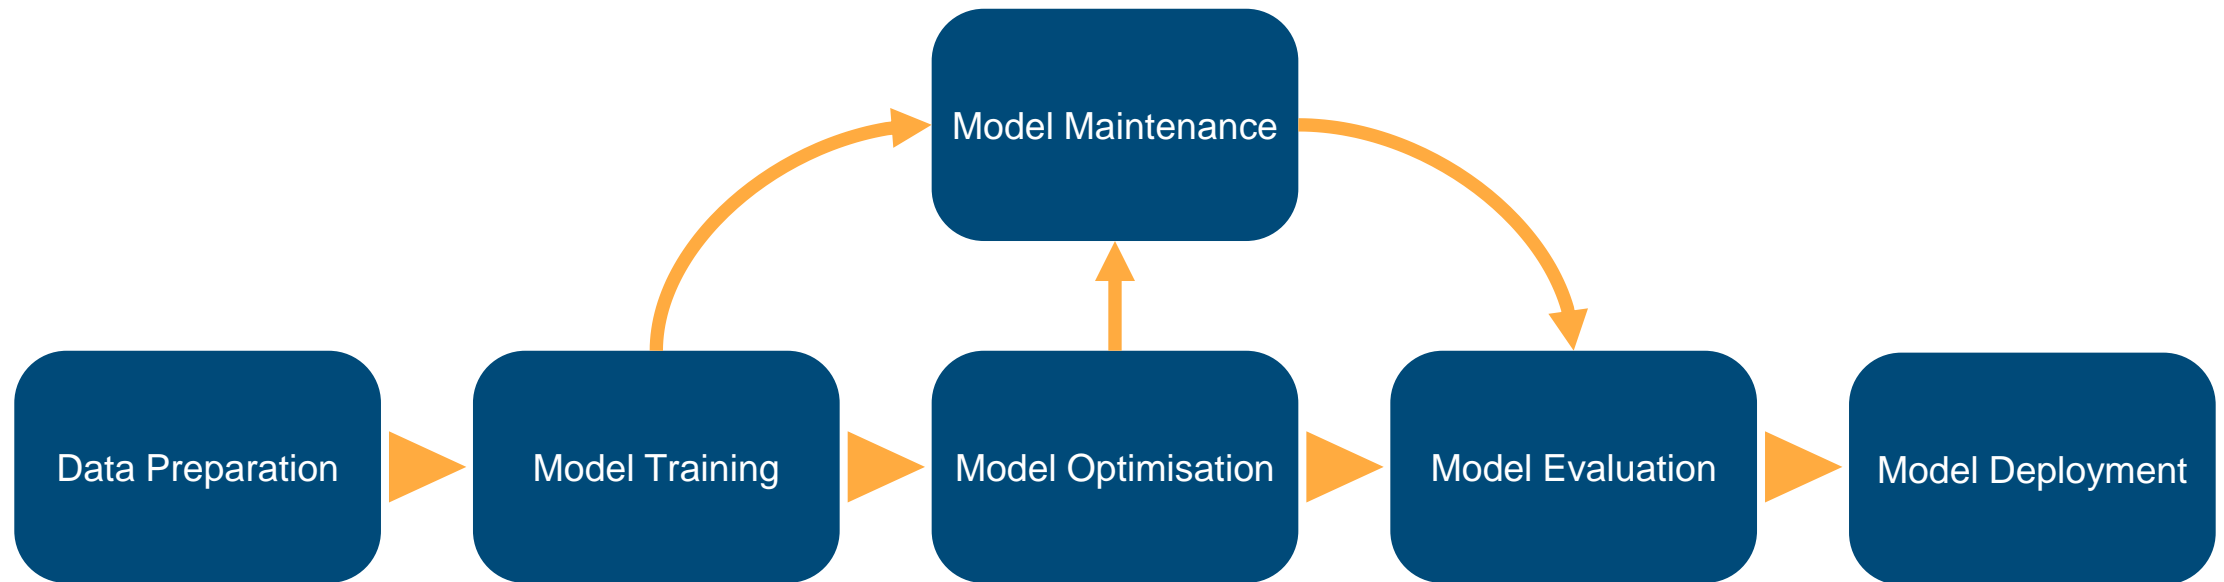 Model Maintenance
Data Preparation
Model Training
Model Optimisation
Model Evaluation
Model Deployment